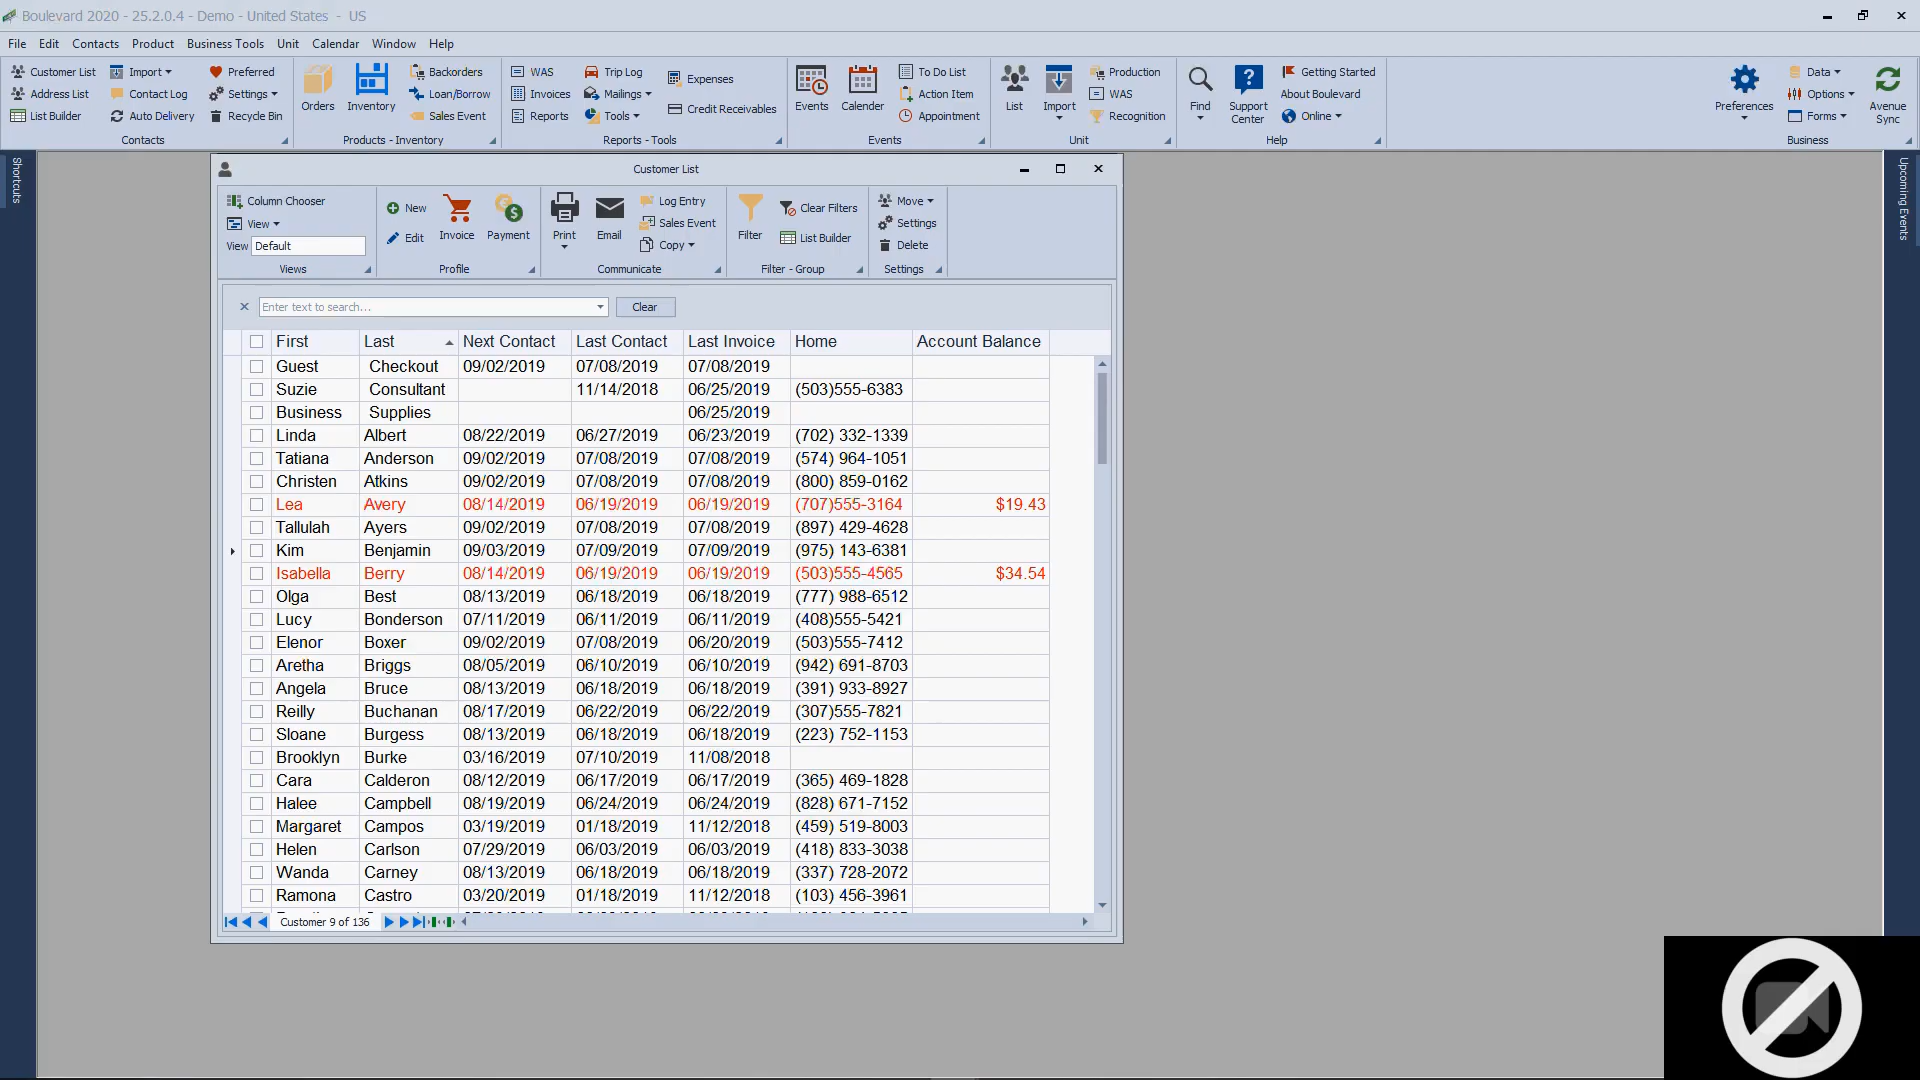 Boulevard 2020 - 25.2.0.4 - Demo - United States - US
File Edit Contacts Product Business Tools Unit Calendar Window Help
Customer List Import Preferred
Address List Contact Log Settings
List Builder Auto Delivery Recycle Bin
Contacts
Orders Inventory Backorders
Loan/Borrow
Sales Event
Products - Inventory
WAS Trip Log Expenses
Invoices Mailings
Reports Tools Credit Receivables
Reports - Tools
Events Calender To Do List
Action Item
Appointment
Events
List Import Production
WAS
Recognition
Unit
Find Support Center Getting Started
About Boulevard
Online
Help
Preferences Data
Options
Forms
Avenue Sync
Business
Shortcuts
Upcoming Events
Customer List
Column Chooser
View
View Default
Views
New
Edit
Invoice Payment
Profile
Print Email Log Entry
Sales Event
Copy
Communicate
Filter Clear Filters
List Builder
Filter - Group
Move
Settings
Delete
Settings
Enter text to search... Clear
First Last Next Contact Last Contact Last Invoice Home Account Balance
Guest Checkout 09/02/2019 07/08/2019 07/08/2019
Suzie Consultant 11/14/2018 06/25/2019 (503)555-6383
Business Supplies 06/25/2019
Linda Albert 08/22/2019 06/27/2019 06/23/2019 (702) 332-1339
Tatiana Anderson 09/02/2019 07/08/2019 07/08/2019 (574) 964-1051
Christen Atkins 09/02/2019 07/08/2019 07/08/2019 (800) 859-0162
Lea Avery 08/14/2019 06/19/2019 06/19/2019 (707)555-3164 $19.43
Tallulah Ayers 09/02/2019 07/08/2019 07/08/2019 (897) 429-4628
Kim Benjamin 09/03/2019 07/09/2019 07/09/2019 (975) 143-6381
Isabella Berry 08/14/2019 06/19/2019 06/19/2019 (503)555-4565 $34.54
Olga Best 08/13/2019 06/18/2019 06/18/2019 (777) 988-6512
Lucy Bonderson 07/11/2019 06/11/2019 06/11/2019 (408)555-5421
Elenor Boxer 09/02/2019 07/08/2019 06/20/2019 (503)555-7412
Aretha Briggs 08/05/2019 06/10/2019 06/10/2019 (942) 691-8703
Angela Bruce 08/13/2019 06/18/2019 06/18/2019 (391) 933-8927
Reilly Buchanan 08/17/2019 06/22/2019 06/22/2019 (307)555-7821
Sloane Burgess 08/13/2019 06/18/2019 06/18/2019 (223) 752-1153
Brooklyn Burke 03/16/2019 07/10/2019 11/08/2018
Cara Calderon 08/12/2019 06/17/2019 06/17/2019 (365) 469-1828
Halee Campbell 08/19/2019 06/24/2019 06/24/2019 (828) 671-7152
Margaret Campos 03/19/2019 01/18/2019 11/12/2018 (459) 519-8003
Helen Carlson 07/29/2019 06/03/2019 06/03/2019 (418) 833-3038
Wanda Carney 08/13/2019 06/18/2019 06/18/2019 (337) 728-2072
Ramona Castro 03/20/2019 01/18/2019 11/12/2018 (103) 456-3961
Customer 9 of 136